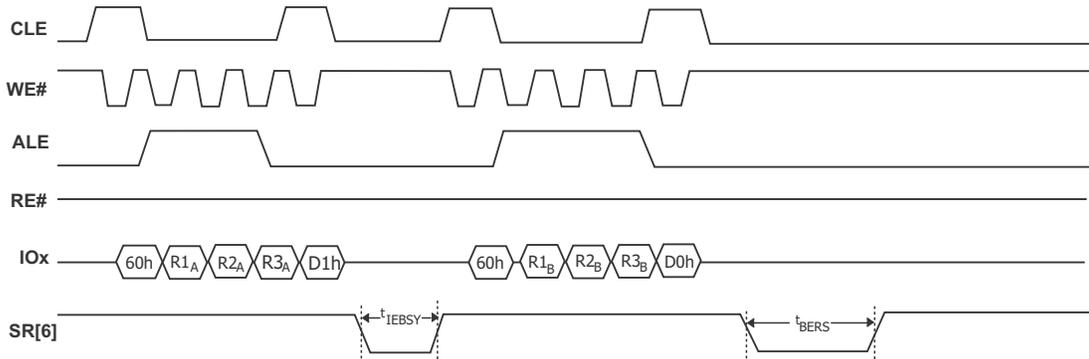 CLE
WE#
ALE
RE#
IOx 60h R1A R2A R3A D1h 60h R1B R2B R3B D0h
SR[6] tIEBSY tBERS